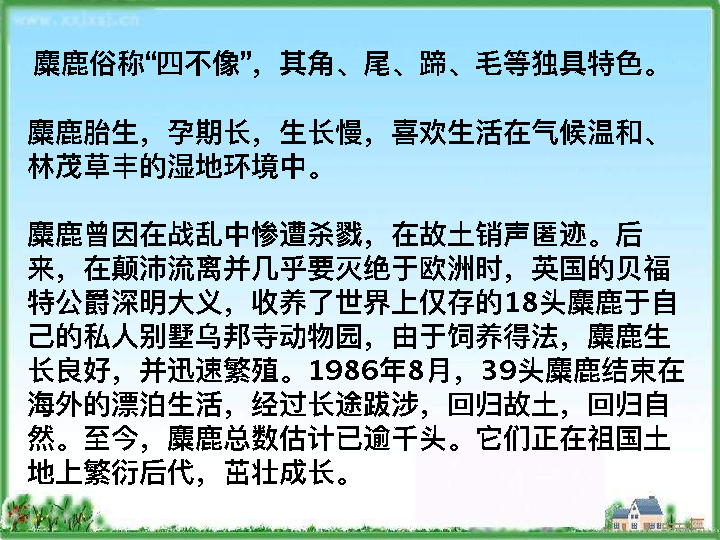 www.xxjxsj.cn
麋鹿俗称“四不像”，其角、尾、蹄、毛等独具特色。
麋鹿胎生，孕期长，生长慢，喜欢生活在气候温和、
林茂草丰的湿地环境中。
麋鹿曾因在战乱中惨遭杀戮，在故土销声匿迹。后
来，在颠沛流离并几乎要灭绝于欧洲时，英国的贝福
特公爵深明大义，收养了世界上仅存的18头麋鹿于自
己的私人别墅乌邦寺动物园，由于饲养得法，麋鹿生
长良好，并迅速繁殖。1986年8月，39头麋鹿结束在
海外的漂泊生活，经过长途跋涉，回归故土，回归自
然。至今，麋鹿总数估计已逾千头。它们正在祖国土
地上繁衍后代，茁壮成长。